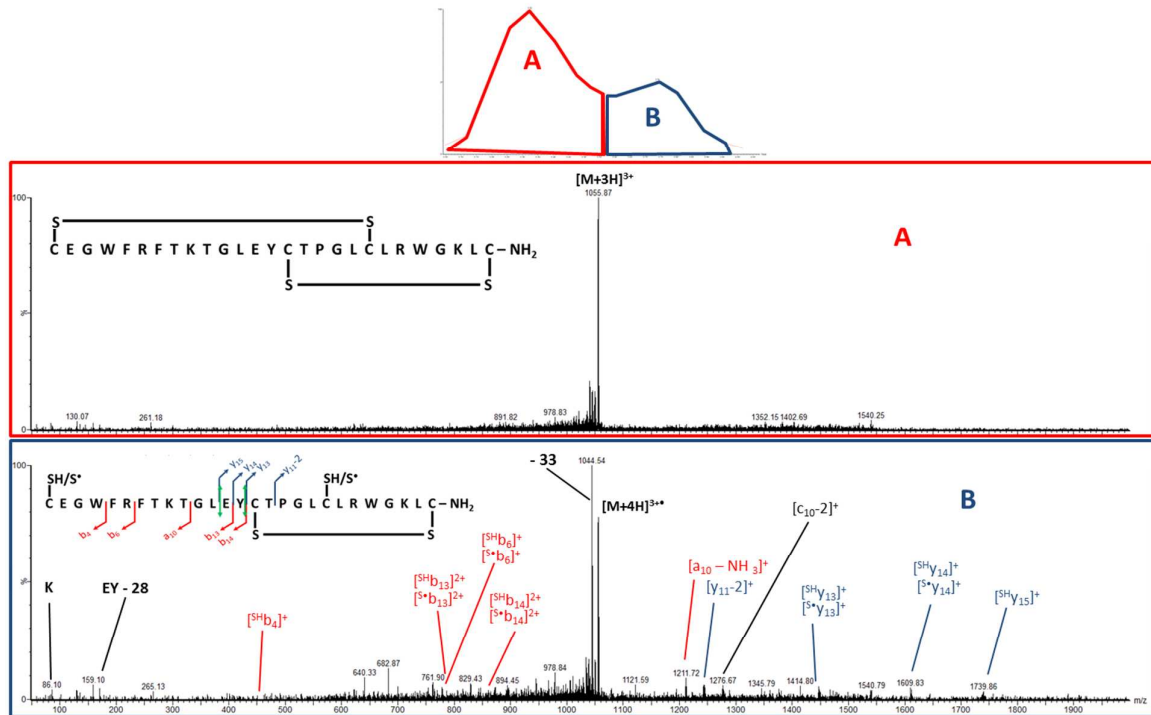 A
B
[M+3H]³⁺
1055.87
100
S S
C E G W F R F T K T G L E Y C T P G L C L R W G K L C – NH₂
S S
A
%
130.07
261.18
891.82
978.83
1352.15
1402.69
1540.25
0
- 33
1044.54
B
100
SH/S•
y₁₅
y₁₄
y₁₃
y₁₁-2
SH/S•
[M+4H]³⁺•
C E G W F R F T K T G L E Y C T P G L C L R W G K L C – NH₂
b₄
b₆
a₁₀
b₁₃
b₁₄
S S
[c₁₀-2]⁺
[ˢᴴb₆]⁺
[ˢ•b₆]⁺
K
EY - 28
%
[ˢᴴb₄]⁺
[ˢᴴb₁₃]²⁺
[ˢ•b₁₃]²⁺
[ˢᴴb₁₄]²⁺
[ˢ•b₁₄]²⁺
[a₁₀ – NH ₃]⁺
[y₁₁-2]⁺
[ˢᴴy₁₃]⁺
[ˢ•y₁₃]⁺
[ˢᴴy₁₄]⁺
[ˢ•y₁₄]⁺
[ˢᴴy₁₅]⁺
86.10
159.10
265.13
640.33
682.87
761.90
829.43
894.45
978.84
1121.59
1211.72
1276.67
1345.79
1414.80
1540.79
1609.83
1739.86
0
100 200 300 400 500 600 700 800 900 1000 1100 1200 1300 1400 1500 1600 1700 1800 1900 m/z